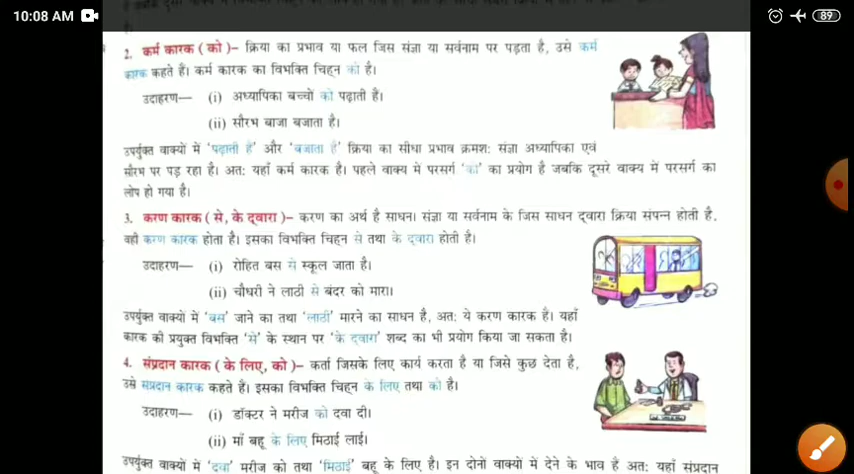 10:08 AM
89
2. कर्म कारक ( को )– क्रिया का प्रभाव या फल जिस संज्ञा या सर्वनाम पर पड़ता है, उसे कर्म
कारक कहते हैं। कर्म कारक का विभक्ति चिह्न को है।
उदाहरण— (i) अध्यापिका बच्चों को पढ़ाती है।
(ii) सौरभ बाजा बजाता है।
उपर्युक्त वाक्यों में 'पढ़ाती है' और 'बजाता है' क्रिया का सीधा प्रभाव क्रमशः संज्ञा अध्यापिका एवं
सौरभ पर पड़ रहा है। अतः यहाँ कर्म कारक है। पहले वाक्य में परसर्ग 'को' का प्रयोग है जबकि दूसरे वाक्य में परसर्ग का
लोप हो गया है।
3. करण कारक ( से, के द्वारा )– करण का अर्थ है साधन। संज्ञा या सर्वनाम के जिस साधन द्वारा क्रिया संपन्न होती है,
वही करण कारक होता है। इसका विभक्ति चिह्न से तथा के द्वारा होती है।
उदाहरण— (i) रोहित बस से स्कूल जाता है।
(ii) चौधरी ने लाठी से बंदर को मारा।
उपर्युक्त वाक्यों में 'बस' जाने का तथा 'लाठी' मारने का साधन है, अतः ये करण कारक हैं। यहाँ
कारक की प्रयुक्त विभक्ति 'से' के स्थान पर 'के द्वारा' शब्द का भी प्रयोग किया जा सकता है।
4. संप्रदान कारक ( के लिए, को )– कर्ता जिसके लिए कार्य करता है या जिसे कुछ देता है,
उसे संप्रदान कारक कहते हैं। इसका विभक्ति चिह्न के लिए तथा को है।
उदाहरण— (i) डॉक्टर ने मरीज को दवा दी।
(ii) माँ बहू के लिए मिठाई लाई।
उपर्युक्त वाक्यों में 'दवा' मरीज को तथा 'मिठाई' बहू के लिए है। इन दोनों वाक्यों में देने के भाव है अतः यहाँ संप्रदान